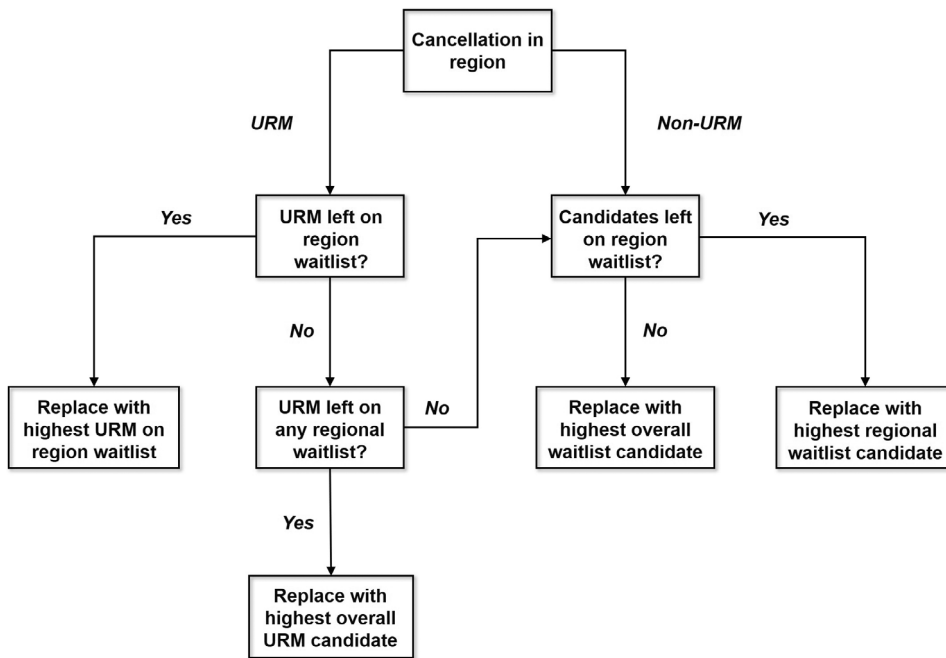 Cancellation in
region
URM
Non-URM
Yes
URM left on
region
waitlist?
Candidates left
on region
waitlist?
Yes
No
No
Replace with
highest URM on
region waitlist
URM left on
any regional
waitlist?
No
Replace with
highest overall
waitlist candidate
Replace with
highest regional
waitlist candidate
Yes
Replace with
highest overall
URM candidate